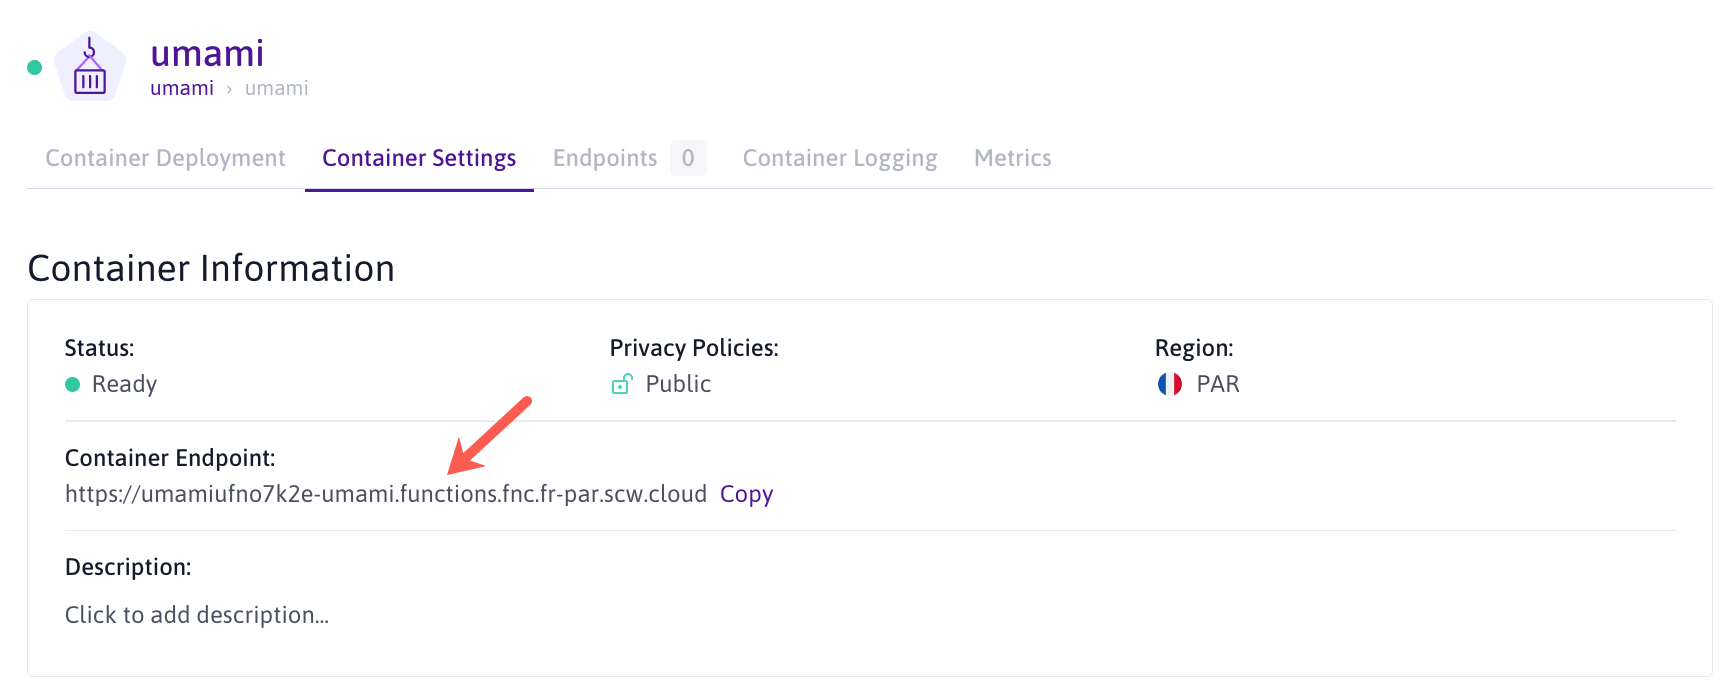 umami
umami › umami
Container Deployment Container Settings Endpoints 0 Container Logging Metrics
Container Information
Status: Privacy Policies: Region:
Ready Public PAR
Container Endpoint:
https://umamiufno7k2e-umami.functions.fnc.fr-par.scw.cloud Copy
Description:
Click to add description...